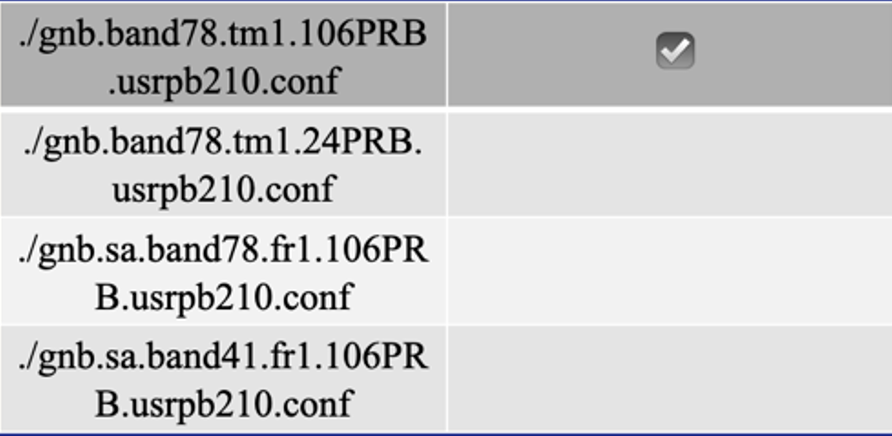 ./gnb.band78.tm1.106PRB
.usrpb210.conf
./gnb.band78.tm1.24PRB.
usrpb210.conf
./gnb.sa.band78.fr1.106PR
B.usrpb210.conf
./gnb.sa.band41.fr1.106PR
B.usrpb210.conf